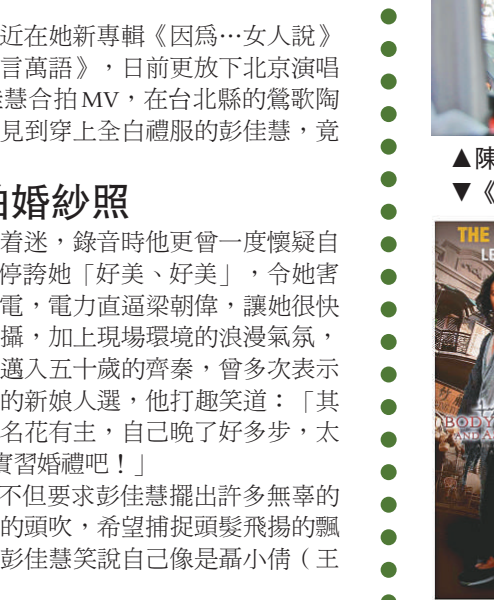 近在她新專輯《因爲…女人說》
言萬語》，日前更放下北京演唱
慧合拍MV，在台北縣的鶯歌陶
見到穿上全白禮服的彭佳慧，竟
婚紗照
着迷，錄音時他更曾一度懷疑自
停誇她「好美、好美」，令她害
電，電力直逼梁朝偉，讓她很快
攝，加上現場環境的浪漫氣氛，
邁入五十歲的齊秦，曾多次表示
的新娘人選，他打趣笑道：「其
名花有主，自己晚了好多步，太
實習婚禮吧！」
不但要求彭佳慧擺出許多無辜的
的頭吹，希望捕捉頭髮飛揚的飄
彭佳慧笑說自己像是聶小倩（王
▲陳
▼《
THE
LE
BODY
AND A